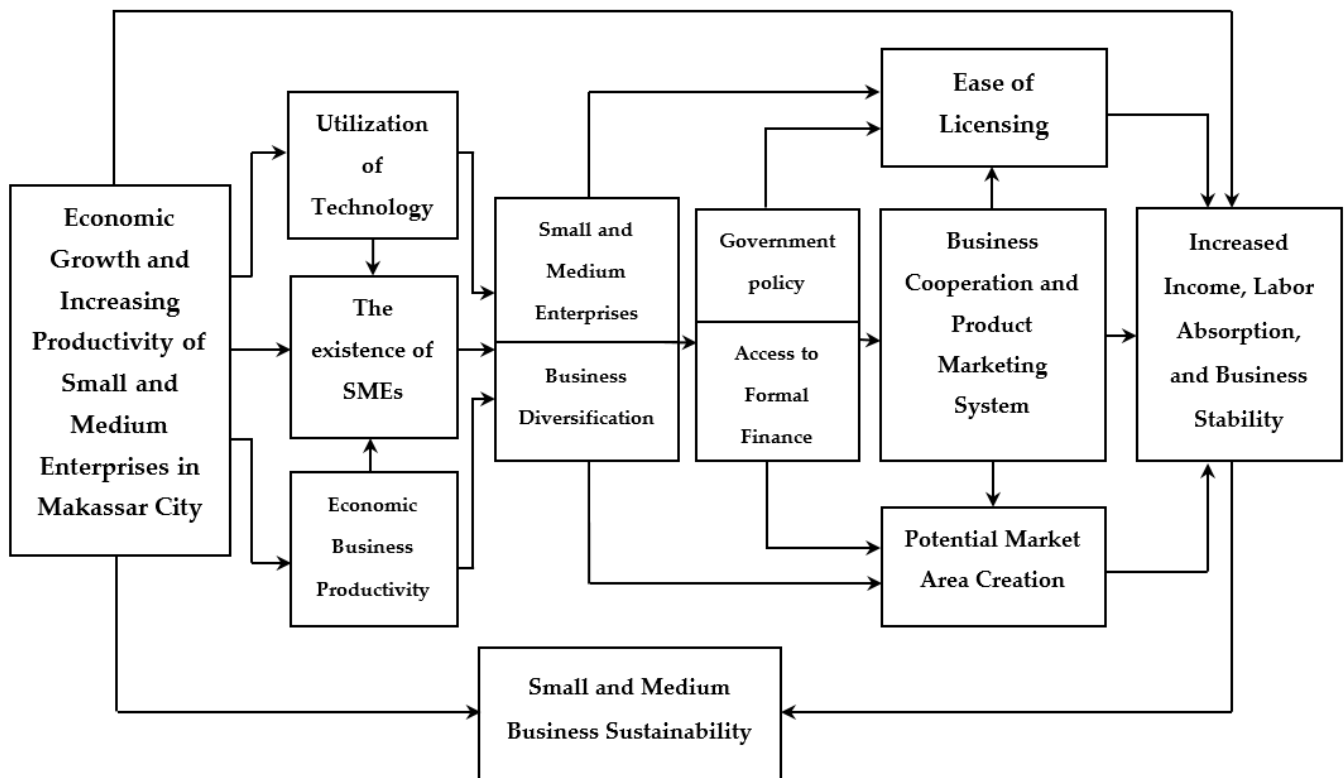 Economic
Growth and
Increasing
Productivity of
Small and
Medium
Enterprises in
Makassar City
Utilization
of
Technology
The
existence of
SMEs
Economic
Business
Productivity
Small and
Medium
Enterprises
Business
Diversification
Government
policy
Access to
Formal
Finance
Ease of
Licensing
Business
Cooperation and
Product
Marketing
System
Potential Market
Area Creation
Increased
Income, Labor
Absorption,
and Business
Stability
Small and Medium
Business Sustainability